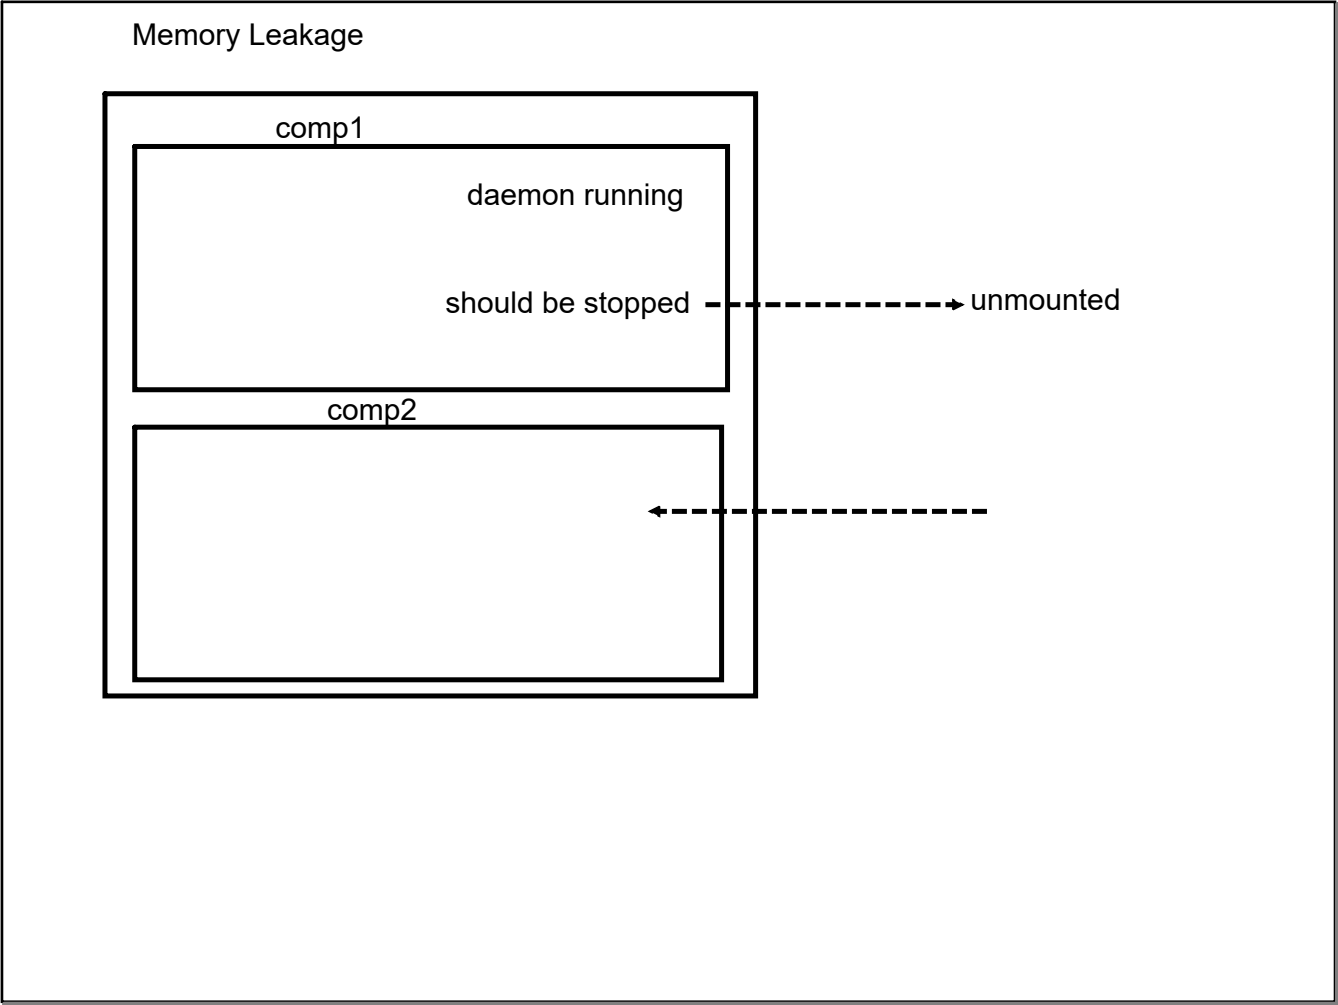 Memory Leakage
comp1
daemon running
should be stopped
unmounted
comp2